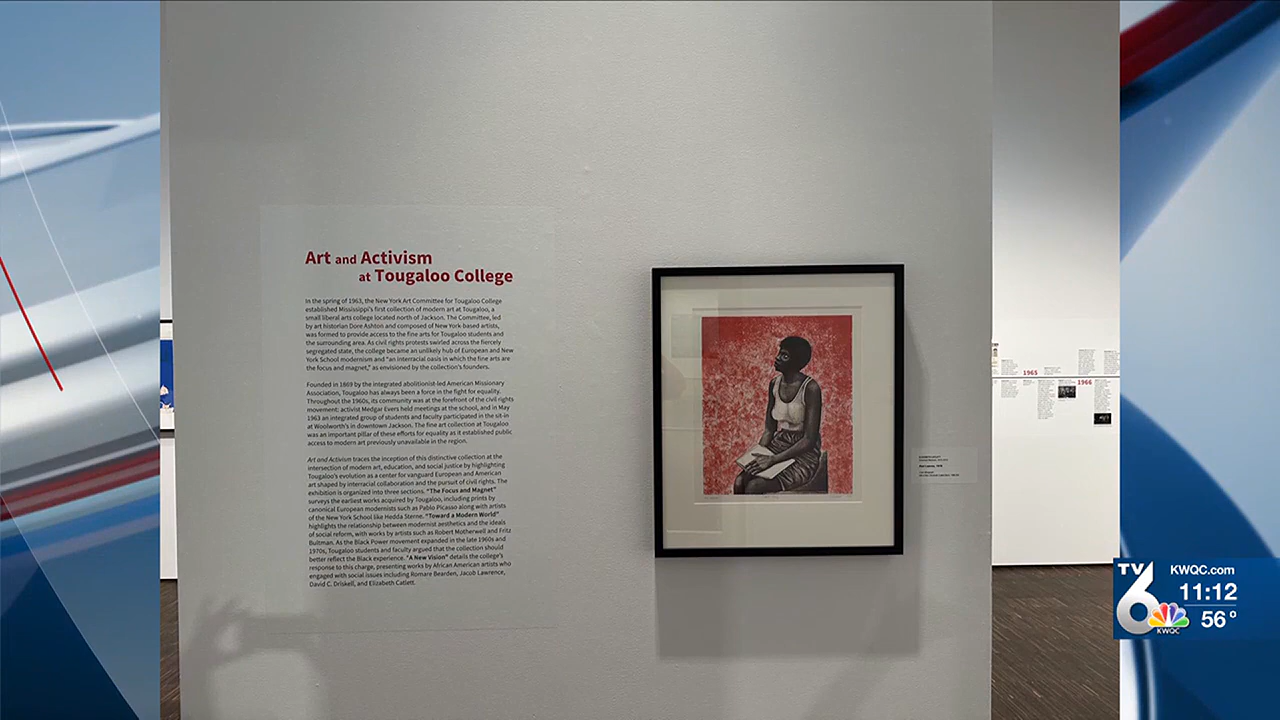 Art and Activism
at Tougaloo College
In the spring of 1963, the New York Art Committee for Tougaloo College
established Mississippi's first collection of modern art at Tougaloo, a
small liberal arts college located north of Jackson. The Committee, led
by art historian Dore Ashton and composed of New York-based artists,
was formed to provide access to the fine arts for Tougaloo students and
the surrounding area. As civil rights protests swirled across the fiercely
segregated state, the college became an unlikely hub of European and New
York School modernism and "an interracial oasis in which the fine arts are
the focus and magnet," as envisioned by the collection's founders.
Founded in 1869 by the integrated abolitionist-led American Missionary
Association, Tougaloo has always been a force in the fight for equality.
Throughout the 1960s, its community was at the forefront of the civil rights
movement: activist Medgar Evers held meetings at the school, and in May
1963 an integrated group of students and faculty participated in the sit-in
at Woolworth's in downtown Jackson. The fine art collection at Tougaloo
was an important pillar of these efforts for equality as it established public
access to modern art previously unavailable in the region.
Art and Activism traces the inception of this distinctive collection at the
intersection of modern art, education, and social justice by highlighting
Tougaloo's evolution as a center for vanguard European and American
art shaped by interracial collaboration and the pursuit of civil rights. The
exhibition is organized into three sections. "The Focus and Magnet"
surveys the earliest works acquired by Tougaloo, including prints by
canonical European modernists such as Pablo Picasso along with artists
of the New York School like Hedda Sterne. "Toward a Modern World"
highlights the relationship between modernist aesthetics and the ideals
of social reform, with works by artists such as Robert Motherwell and Fritz
Bultman. As the Black Power movement expanded in the late 1960s and
1970s, Tougaloo students and faculty argued that the collection should
better reflect the Black experience. "A New Vision" details the college's
response to this charge, presenting works by African American artists who
engaged with social issues including Romare Bearden, Jacob Lawrence,
David C. Driskell, and Elizabeth Catlett.
1965
1966
TV6
KWQC
KWQC.com
11:12
56°